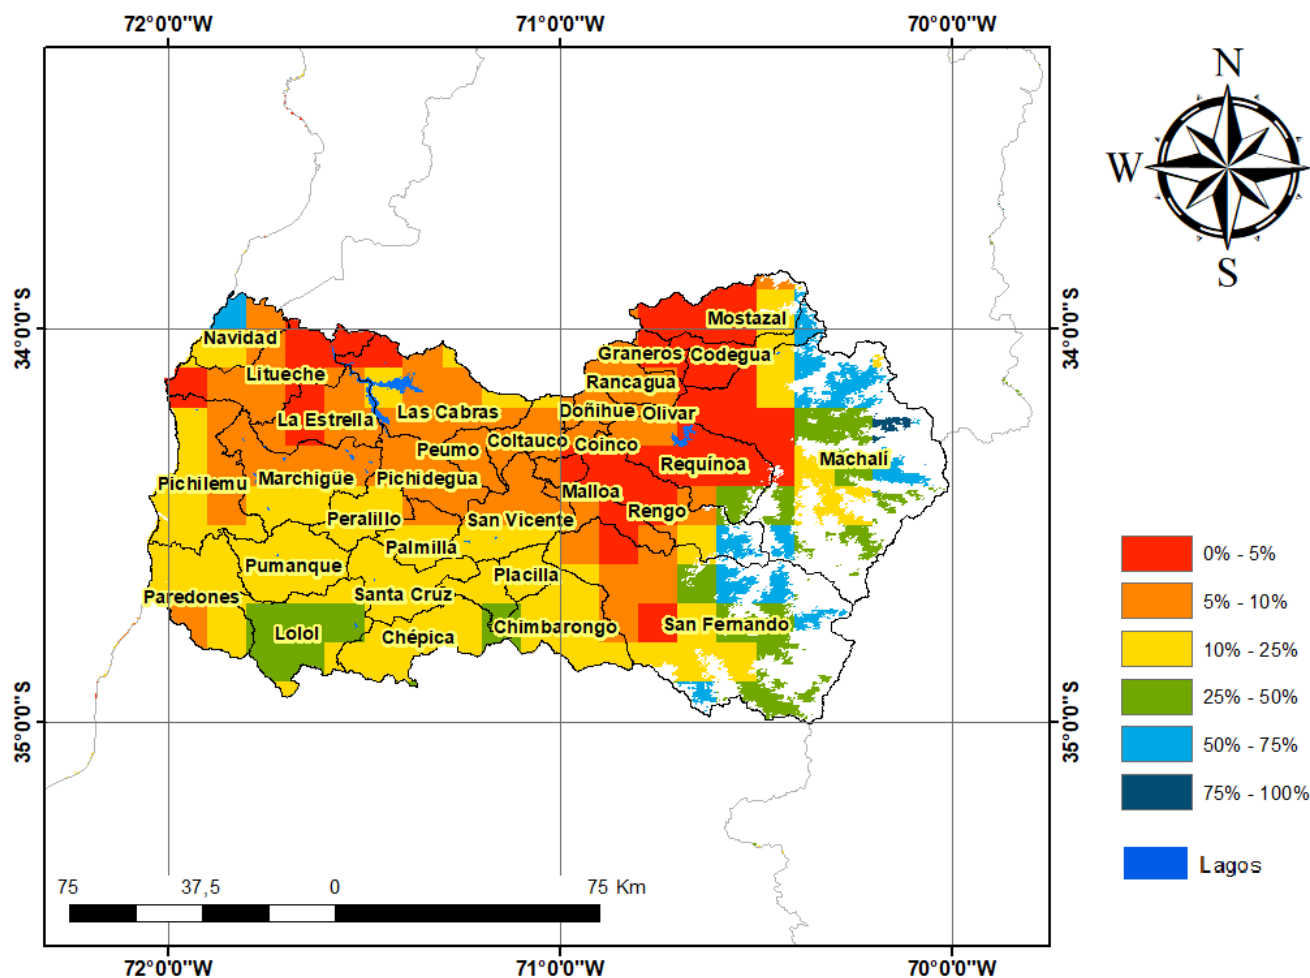 72°0'0"W 71°0'0"W 70°0'0"W
N
W
S
34°0'0"S
34°0'0"S
Mostazal
Navidad
Graneros Codegua
Litueche
Rancagua
La Estrella
Las Cabras
Doñihue Olivar
Coltauco Coinco
Peumo
Machalí
Requínoa
Pichilemu
Marchigüe
Pichidegua
Malloa
Rengo
Peralillo
San Vicente
Palmilla
Pumanque
Placilla
Paredones
Santa Cruz
Lolol
Chépica
Chimbarongo
San Fernando
35°0'0"S
35°0'0"S
0% - 5%
5% - 10%
10% - 25%
25% - 50%
50% - 75%
75% - 100%
Lagos
75 37,5 0 75 Km
72°0'0"W 71°0'0"W 70°0'0"W